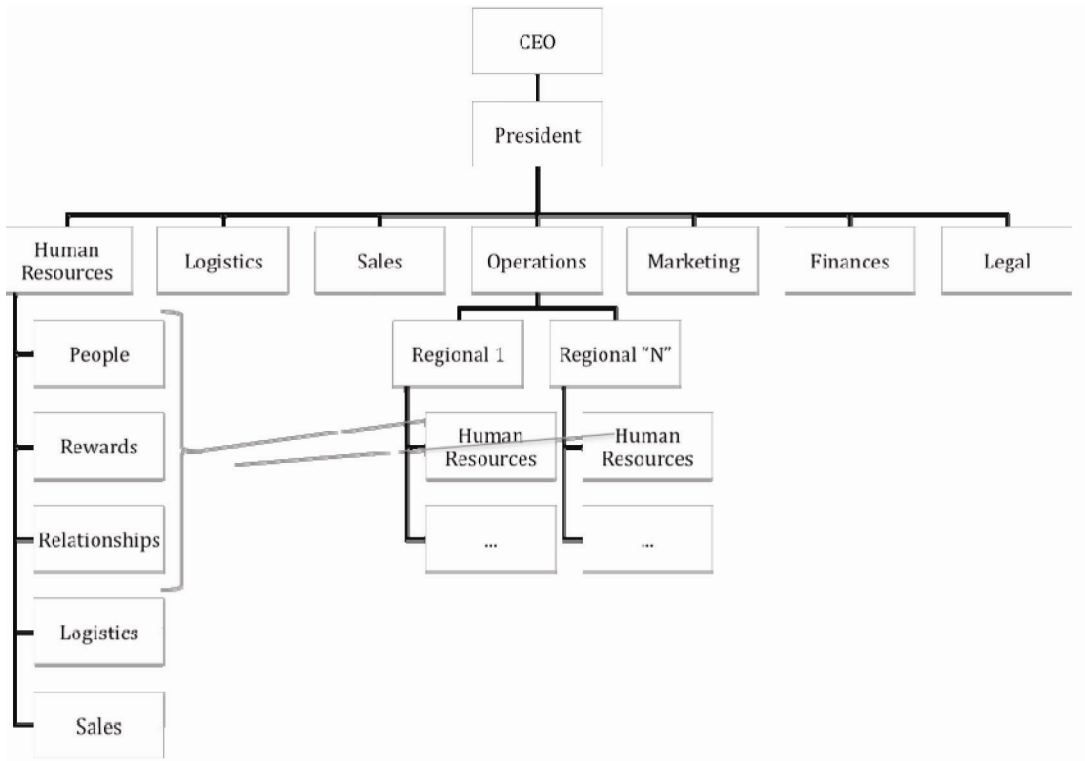 CEO
President
Human
Resources
Logistics
Sales
Operations
Marketing
Finances
Legal
People
Regional 1
Regional “N”
Rewards
Human
Resources
Human
Resources
Relationships
...
...
Logistics
Sales